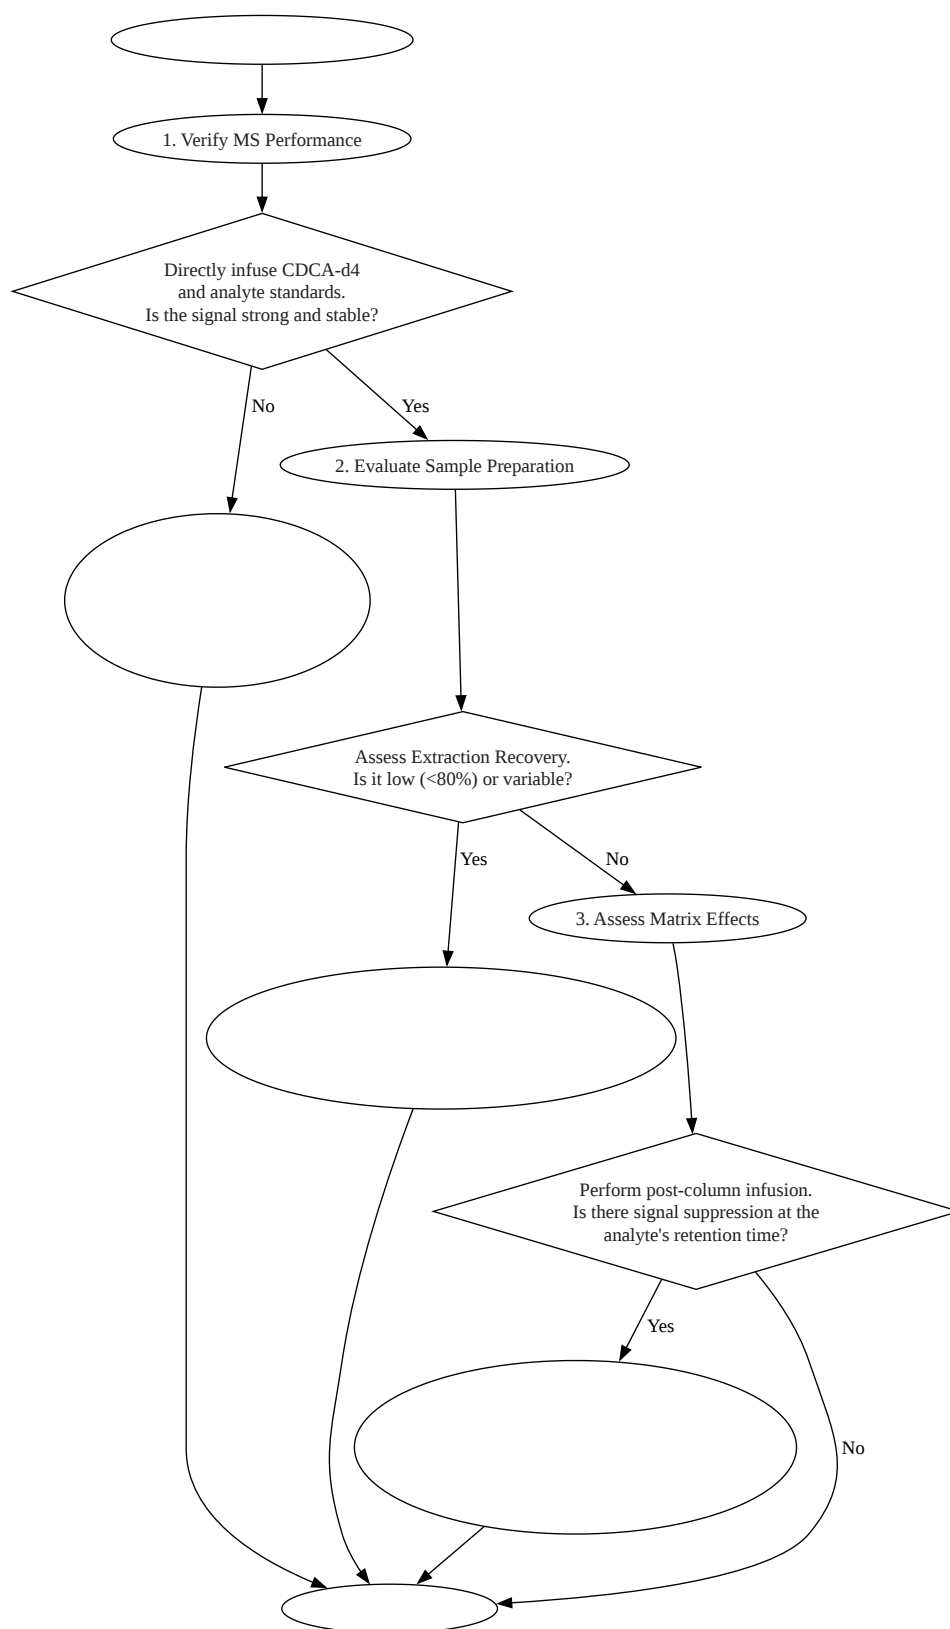 1. Verify MS Performance
Directly infuse CDCA-d4
and analyte standards.
Is the signal strong and stable?
No
Yes
2. Evaluate Sample Preparation
Assess Extraction Recovery.
Is it low (<80%) or variable?
Yes
No
3. Assess Matrix Effects
Perform post-column infusion.
Is there signal suppression at the
analyte's retention time?
Yes
No